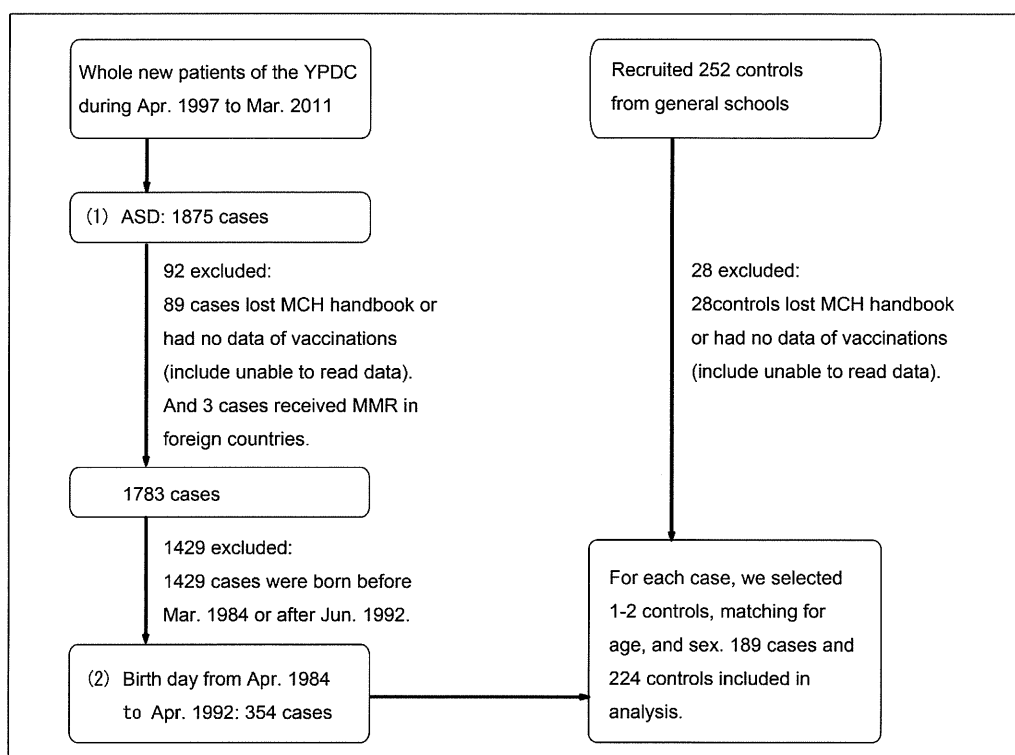 Whole new patients of the YPDC
during Apr. 1997 to Mar. 2011
Recruited 252 controls
from general schools
(1) ASD: 1875 cases
92 excluded:
89 cases lost MCH handbook or
had no data of vaccinations
(include unable to read data).
And 3 cases received MMR in
foreign countries.
28 excluded:
28controls lost MCH handbook
or had no data of vaccinations
(include unable to read data).
1783 cases
1429 excluded:
1429 cases were born before
Mar. 1984 or after Jun. 1992.
(2) Birth day from Apr. 1984
to Apr. 1992: 354 cases
For each case, we selected
1-2 controls, matching for
age, and sex. 189 cases and
224 controls included in
analysis.